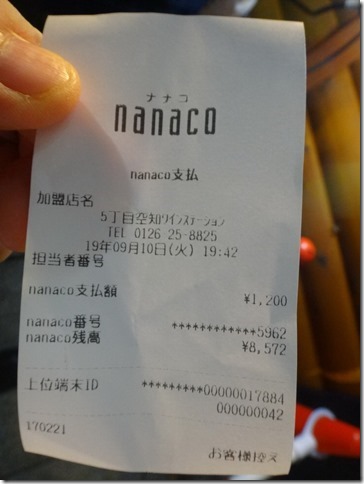 ナナコ
nanaco
nanaco支払
加盟店名
5丁目空知ワインステーション
TEL 0126-25-8825
19年09月10日(火) 19:42
担当者番号
nanaco支払額 ¥1,200
nanaco番号 ************5962
nanaco残高 ¥8,572
上位端末ID *********00000017884
000000042
170221
お客様控え